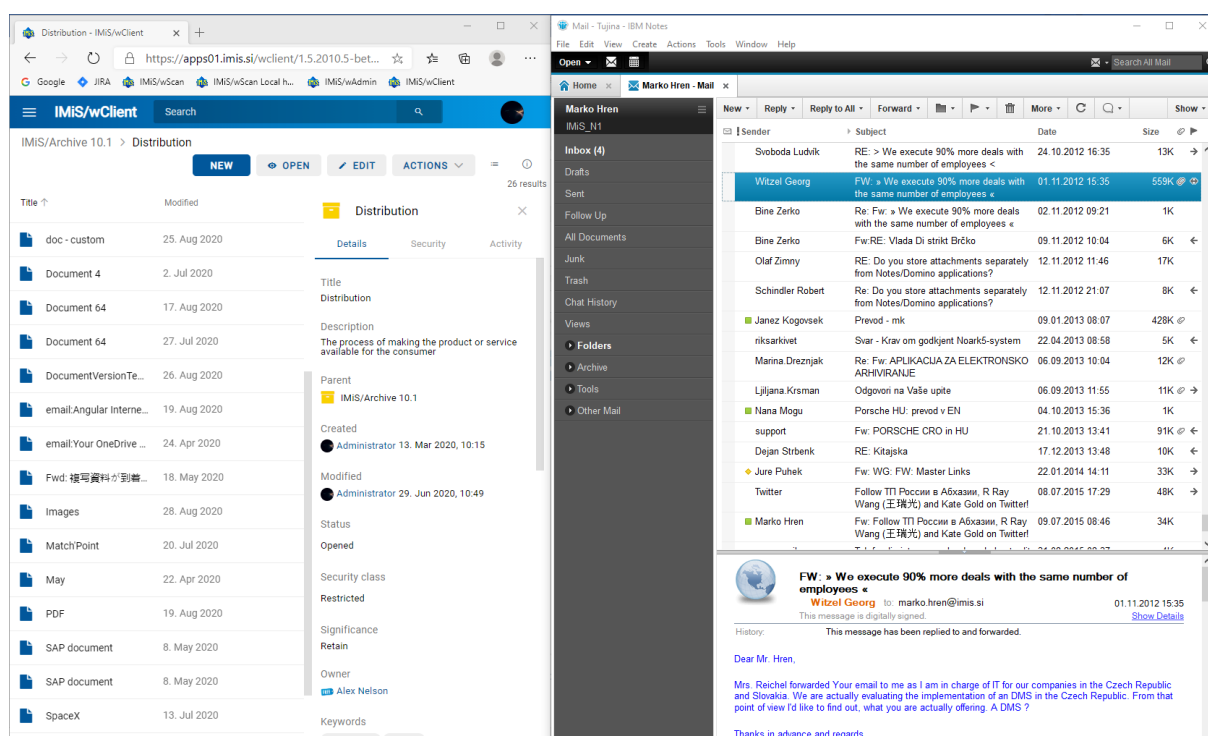 Distribution - IMiS/wClient
https://apps01.imis.si/wclient/1.5.2010.5-bet...
Google JIRA IMiS/wScan IMiS/wScan Local h... IMiS/wAdmin IMiS/wClient
IMiS/wClient Search
IMiS/Archive 10.1 > Distribution
NEW OPEN EDIT ACTIONS
26 results
Title Modified
doc - custom 25. Aug 2020
Document 4 2. Jul 2020
Document 64 17. Aug 2020
Document 64 27. Jul 2020
DocumentVersionTe... 26. Aug 2020
email:Angular Interne... 19. Aug 2020
email:Your OneDrive ... 24. Apr 2020
Fwd: 複写資料が到着... 18. May 2020
Images 28. Aug 2020
Match'Point 20. Jul 2020
May 22. Apr 2020
PDF 19. Aug 2020
SAP document 8. May 2020
SAP document 8. May 2020
SpaceX 13. Jul 2020
Distribution
Details Security Activity
Title
Distribution
Description
The process of making the product or service
available for the consumer
Parent
IMiS/Archive 10.1
Created
Administrator 13. Mar 2020, 10:15
Modified
Administrator 29. Jun 2020, 10:49
Status
Opened
Security class
Restricted
Significance
Retain
Owner
Alex Nelson
Keywords
Mail - Tujina - IBM Notes
File Edit View Create Actions Tools Window Help
Open Search All Mail
Home Marko Hren - Mail
Marko Hren
IMiS_N1
Inbox (4)
Drafts
Sent
Follow Up
All Documents
Junk
Trash
Chat History
Views
Folders
Archive
Tools
Other Mail
New Reply Reply to All Forward More Show
Sender Subject Date Size
Svoboda Ludvík RE: > We execute 90% more deals with 24.10.2012 16:35 13K
the same number of employees <
Witzel Georg FW: » We execute 90% more deals with 01.11.2012 15:35 559K
the same number of employees «
Bine Zerko Re: Fw: » We execute 90% more deals 02.11.2012 09:21 1K
with the same number of employees «
Bine Zerko Fw:RE: Vlada Di strikt Brčko 09.11.2012 10:04 6K
Olaf Zimny RE: Do you store attachments separately 12.11.2012 11:46 17K
from Notes/Domino applications?
Schindler Robert Re: Do you store attachments separately 12.11.2012 21:07 8K
from Notes/Domino applications?
Janez Kogovsek Prevod - mk 09.01.2013 08:07 428K
riksarkivet Svar - Krav om godkjent Noark5-system 22.04.2013 08:58 5K
Marina.Dreznjak Re: Fw: APLIKACIJA ZA ELEKTRONSKO 06.09.2013 10:04 12K
ARHIVIRANJE
Ljiljana.Krsman Odgovori na Vaše upite 06.09.2013 11:55 11K
Nana Mogu Porsche HU: prevod v EN 04.10.2013 15:36 1K
support Fw: PORSCHE CRO in HU 21.10.2013 13:41 91K
Dejan Strbenk RE: Kitajska 17.12.2013 13:48 10K
Jure Puhek Fw: WG: FW: Master Links 22.01.2014 14:11 33K
Twitter Follow ТП России в Абхазии, R Ray 08.07.2015 17:29 48K
Wang (王瑞光) and Kate Gold on Twitter!
Marko Hren Fw: Follow ТП России в Абхазии, R Ray 09.07.2015 08:46 34K
Wang (王瑞光) and Kate Gold on Twitter!
FW: » We execute 90% more deals with the same number of
employees «
Witzel Georg to: marko.hren@imis.si 01.11.2012 15:35
This message is digitally signed. Show Details
History: This message has been replied to and forwarded.
Dear Mr. Hren,
Mrs. Reichel forwarded Your email to me as I am in charge of IT for our companies in the Czech Republic
and Slovakia. We are actually evaluating the implementation of an DMS in the Czech Republic. From that
point of view I'd like to find out, what you are actually offering. A DMS ?
Thanks in advance and regards